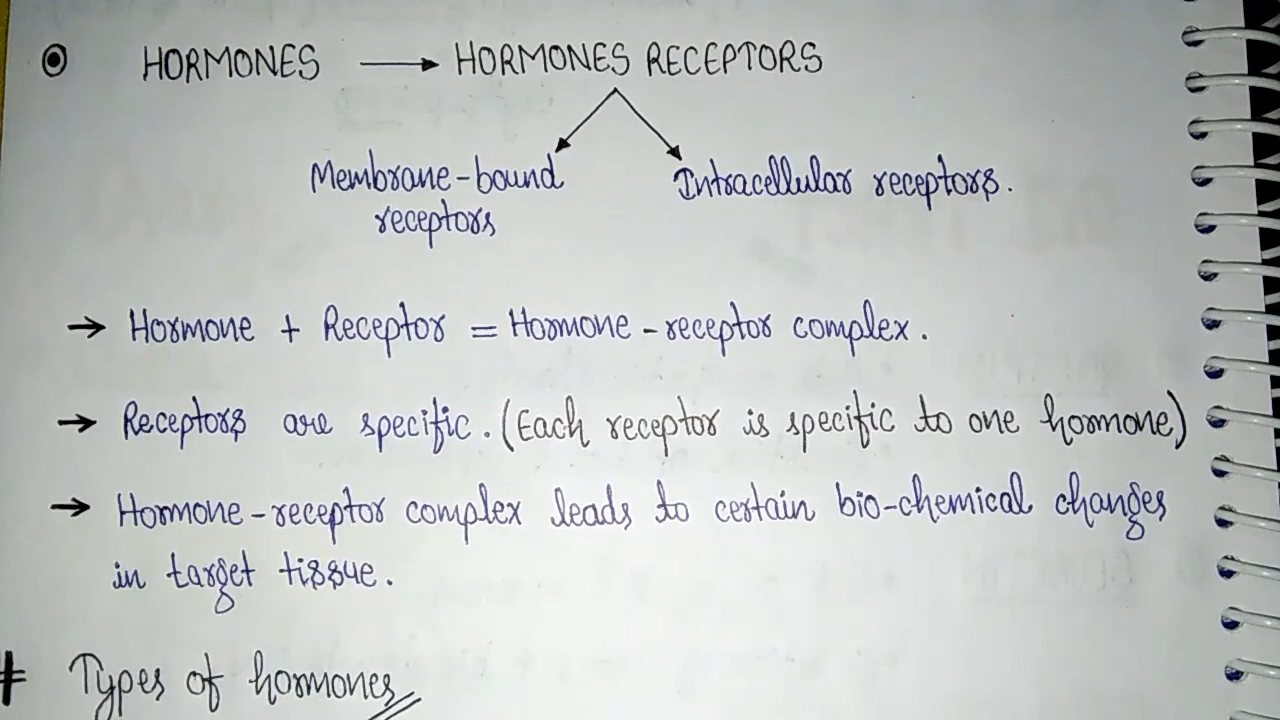 HORMONES → HORMONES RECEPTORS
Membrane-bound receptors
Intracellular receptors.
→ Hormone + Receptor = Hormone-receptor complex.
→ Receptors are specific. (Each receptor is specific to one hormone)
→ Hormone-receptor complex leads to certain bio-chemical changes
in target tissue.
# Types of hormones